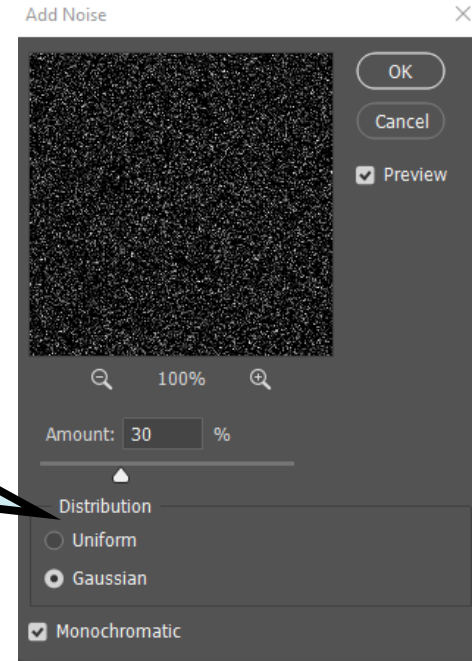 Add Noise
OK
Cancel
Preview
100%
Amount: 30 %
Distribution
Uniform
Gaussian
Monochromatic